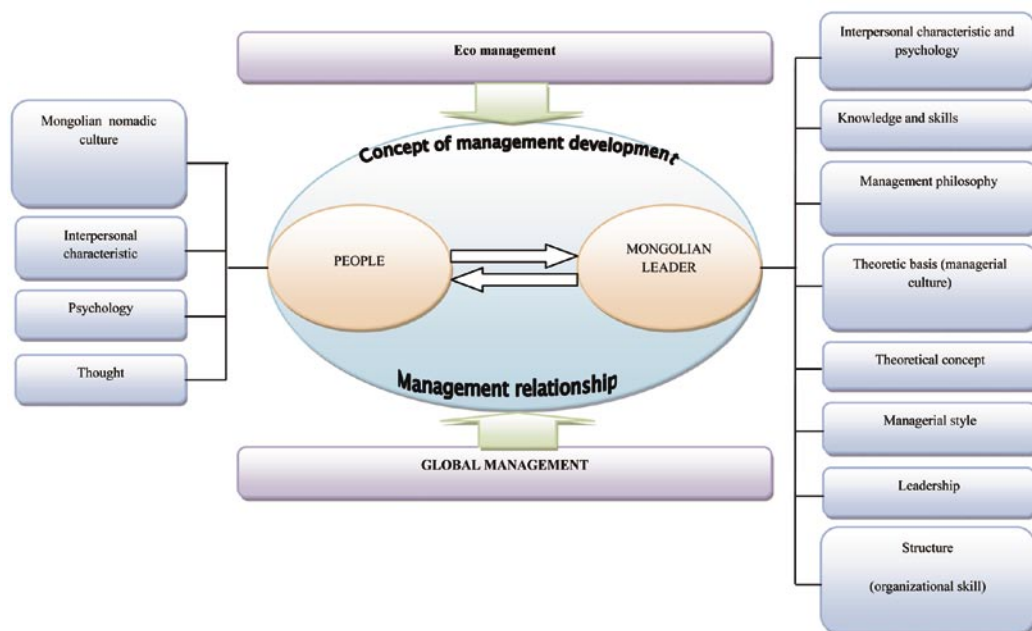 Eco management
Concept of management development
Mongolian nomadic
culture
Interpersonal
characteristic
Psychology
Thought
PEOPLE
MONGOLIAN
LEADER
Management relationship
GLOBAL MANAGEMENT
Interpersonal characteristic and
psychology
Knowledge and skills
Management philosophy
Theoretic basis (managerial
culture)
Theoretical concept
Managerial style
Leadership
Structure
(organizational skill)